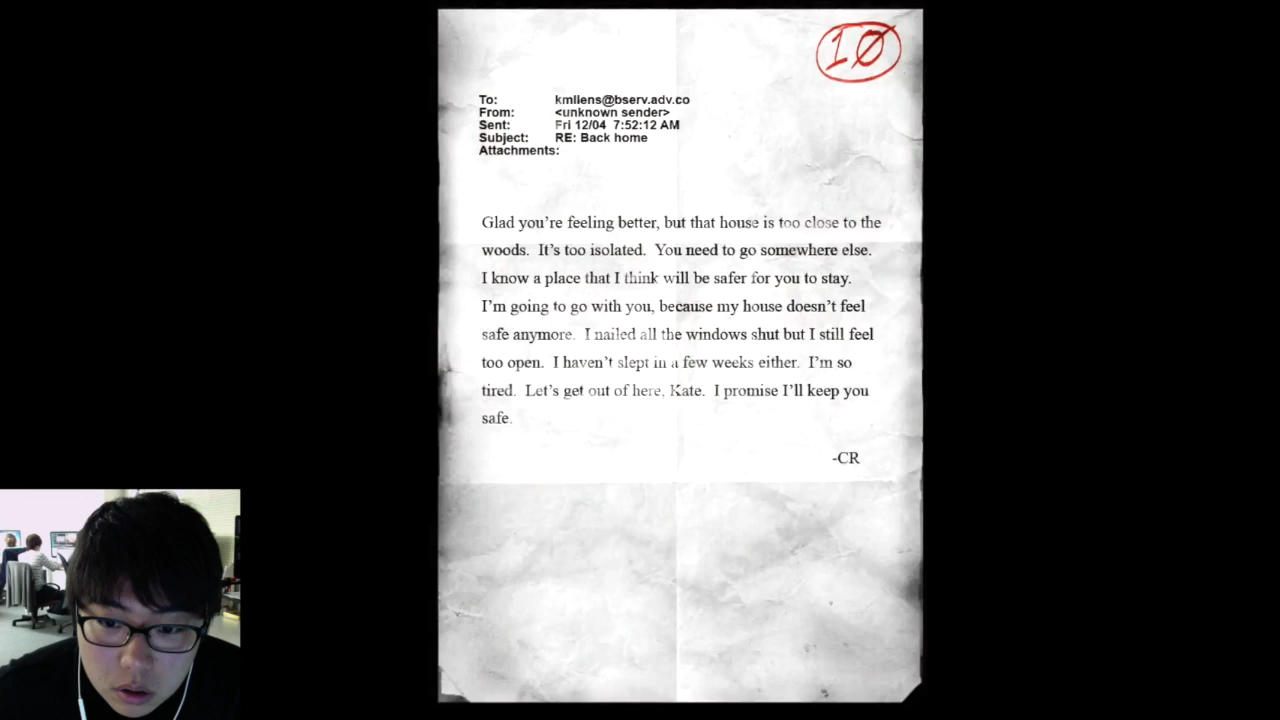 10
To: kmllens@bserv.adv.co
From: <unknown sender>
Sent: Fri 12/04 7:52:12 AM
Subject: RE: Back home
Attachments:
Glad you’re feeling better, but that house is too close to the
woods. It’s too isolated. You need to go somewhere else.
I know a place that I think will be safer for you to stay.
I’m going to go with you, because my house doesn’t feel
safe anymore. I nailed all the windows shut but I still feel
too open. I haven’t slept in a few weeks either. I’m so
tired. Let’s get out of here, Kate. I promise I’ll keep you
safe.
-CR